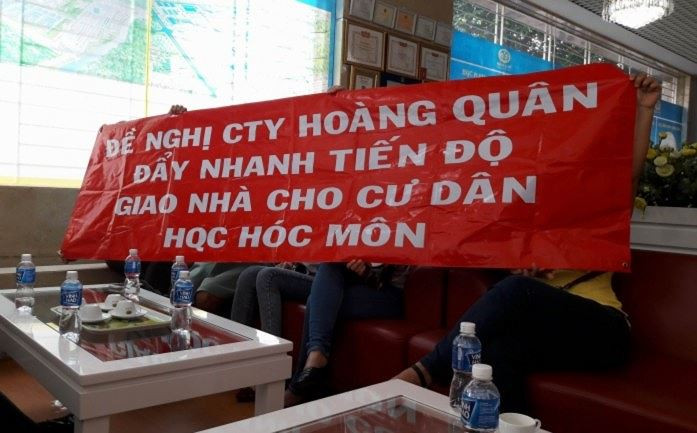 ĐỀ NGHỊ CTY HOÀNG QUÂN
ĐẨY NHANH TIẾN ĐỘ
GIAO NHÀ CHO CƯ DÂN
HQC HÓC MÔN